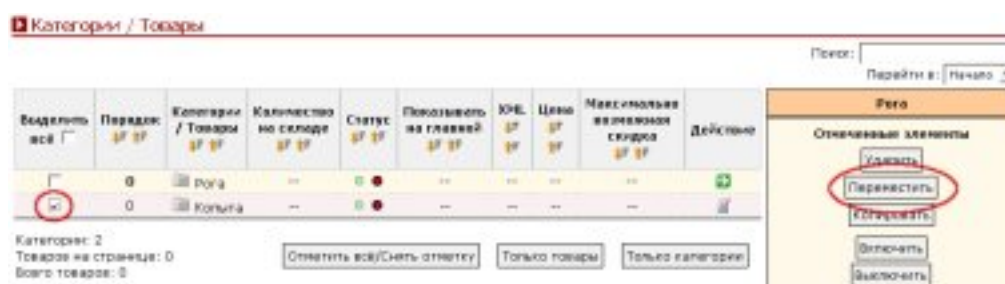 Категории / Товары
Поиск:
Перейти в: Начало
Выделить всё
Порядок
Категории / Товары
Количество на складе
Статус
Показывать на главной
XML
Цена
Максимальная возможная скидка
Действие
0 Рога -- -- -- -- --
0 Копыта -- -- -- -- --
Категории: 2
Товаров на странице: 0
Всего товаров: 0
Отметить всё/Снять отметку
Только товары
Только категории
Рога
Отмеченные элементы
Удалить
Переместить
Копировать
Включить
Выключить